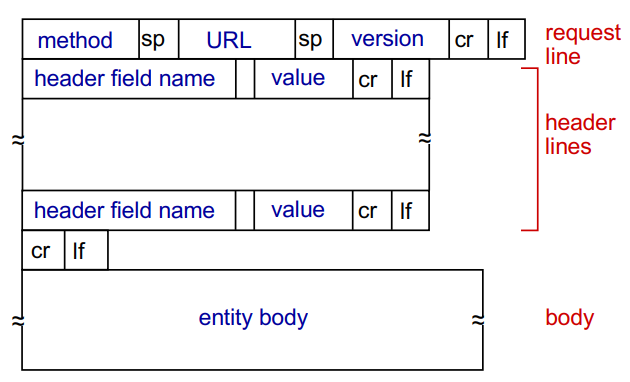 method sp URL sp version cr lf
request
line
header field name value cr lf
header
lines
header field name value cr lf
cr lf
entity body
body